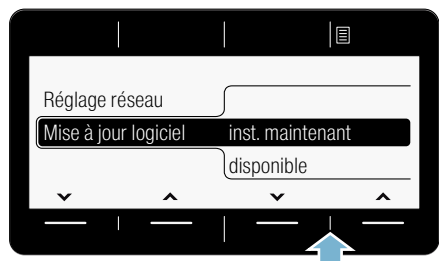 Réglage réseau
Mise à jour logiciel inst. maintenant
disponible